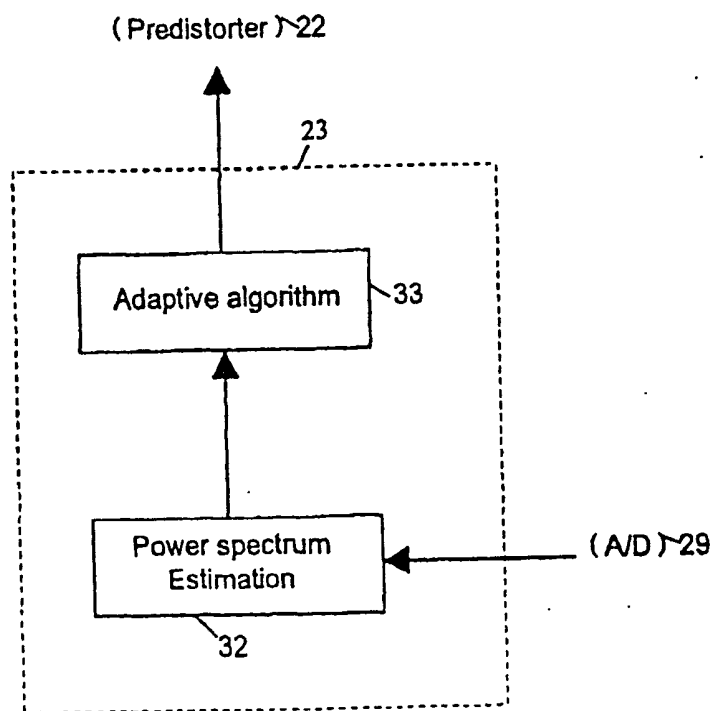 (Predistorter) 22
23
Adaptive algorithm
33
Power spectrum
Estimation
(A/D) 29
32